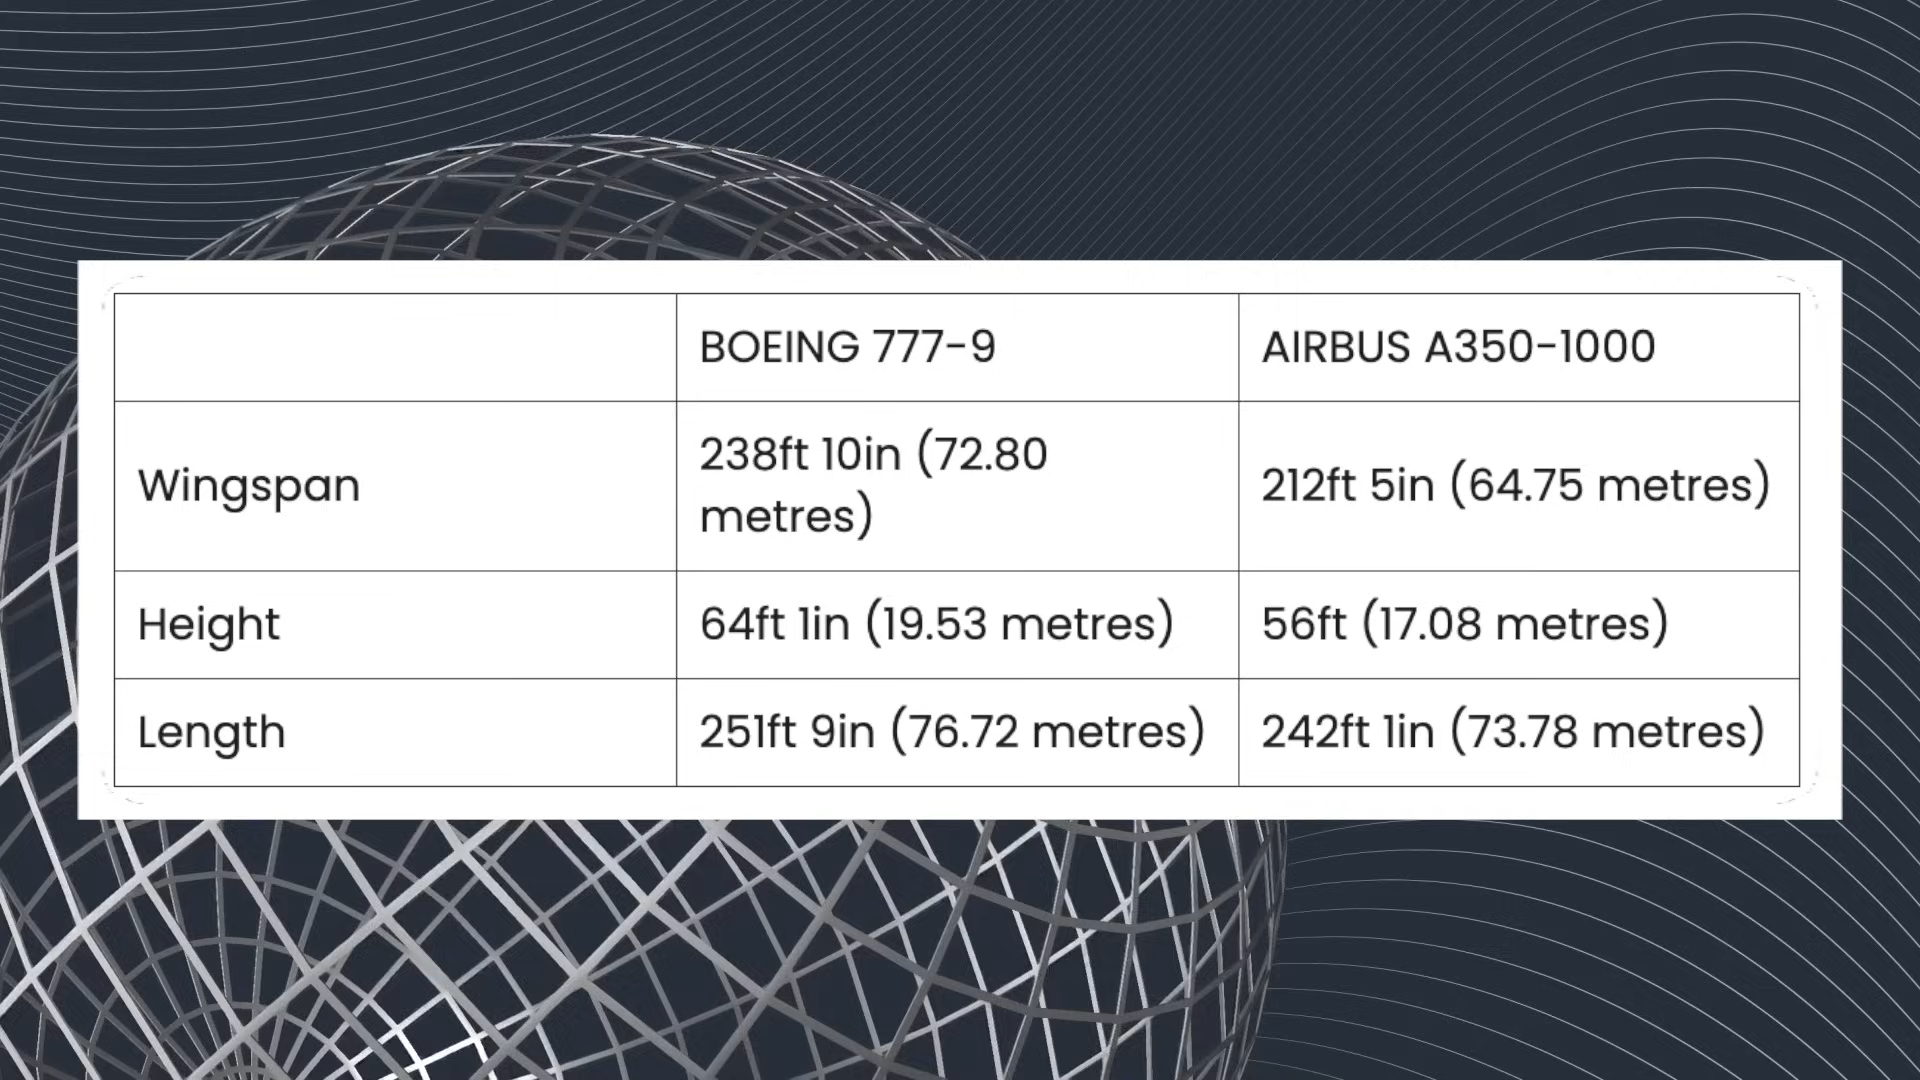 BOEING 777-9
AIRBUS A350-1000
Wingspan
238ft 10in (72.80
metres)
212ft 5in (64.75 metres)
Height
64ft 1in (19.53 metres)
56ft (17.08 metres)
Length
251ft 9in (76.72 metres)
242ft 1in (73.78 metres)